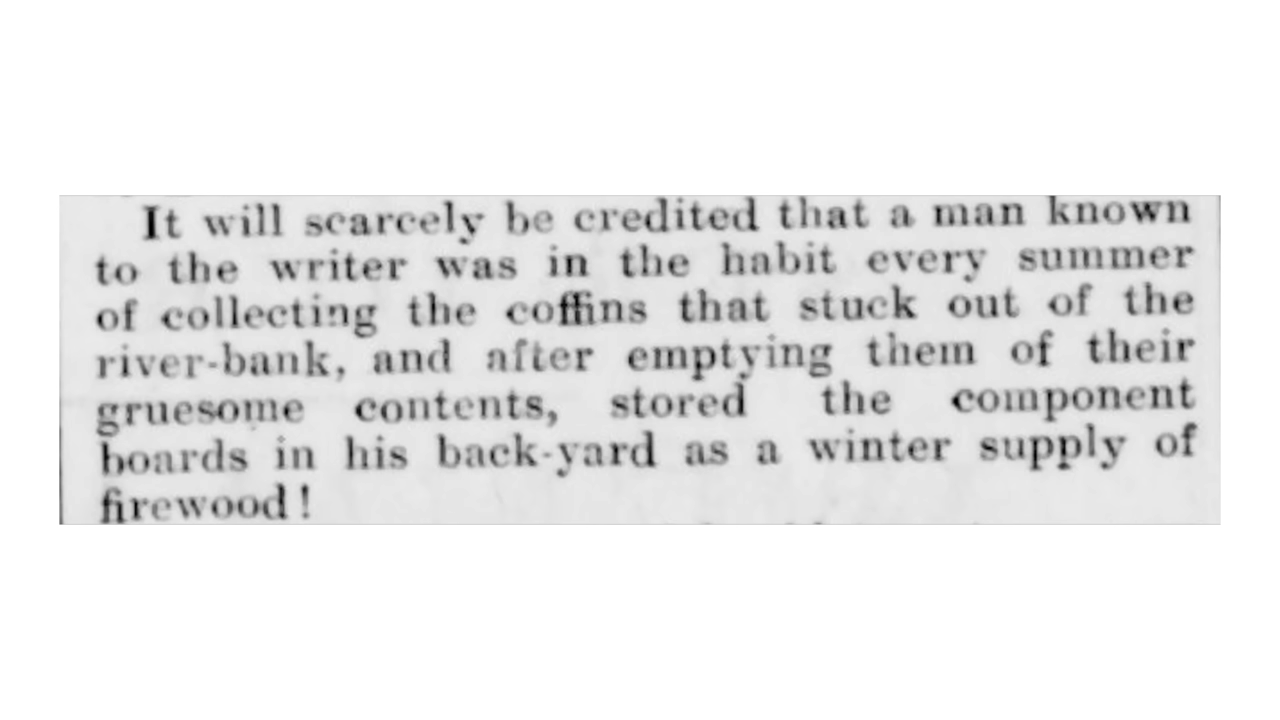 It will scarcely be credited that a man known
to the writer was in the habit every summer
of collecting the coffins that stuck out of the
river-bank, and after emptying them of their
gruesome contents, stored the component
boards in his back-yard as a winter supply of
firewood!